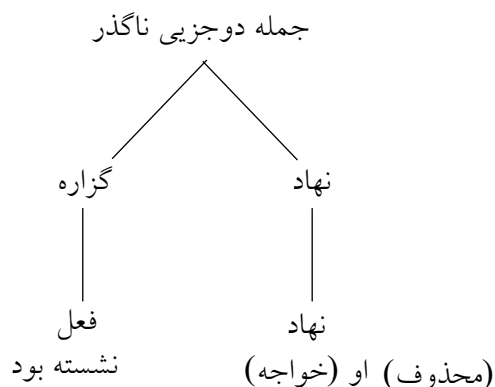 جمله دوجزیی ناگذر
نهاد
گزاره
نهاد
فعل
(محذوف) او (خواجه)
نشسته بود